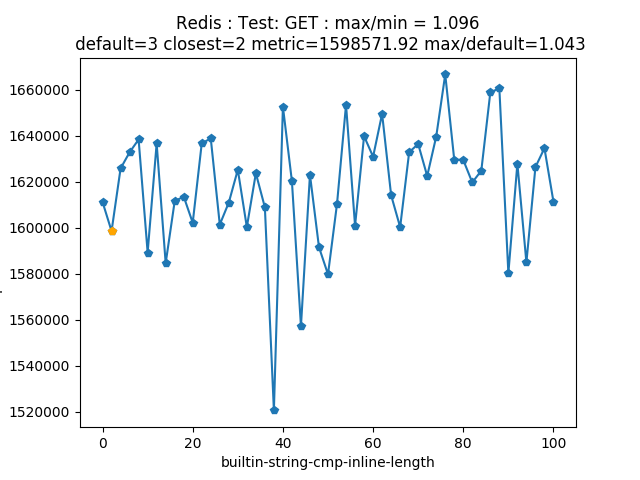 Redis : Test: GET : max/min = 1.096
default=3 closest=2 metric=1598571.92 max/default=1.043
1660000
1640000
1620000
1600000
1580000
1560000
1540000
1520000
0 20 40 60 80 100
builtin-string-cmp-inline-length